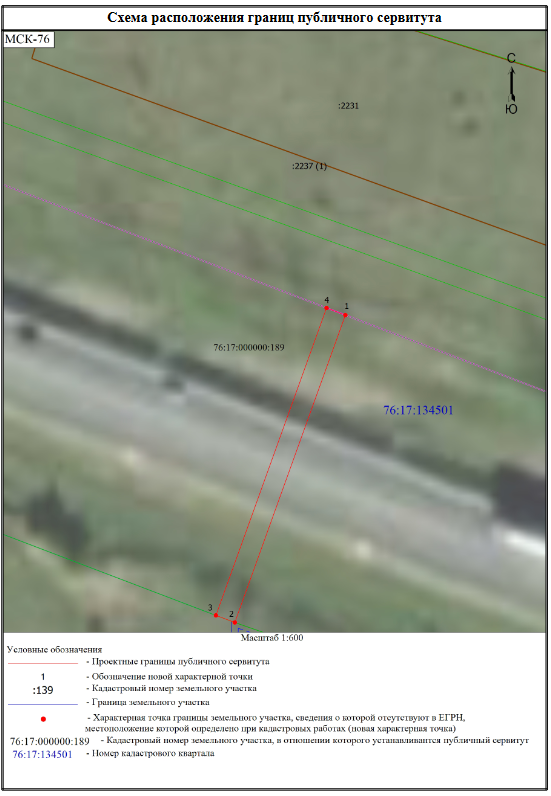 Схема расположения границ публичного сервитута
МСК-76
С
Ю
:2231
:2237 (1)
4
1
76:17:000000:189
76:17:134501
3
2
Масштаб 1:600
Условные обозначения
- Проектные границы публичного сервитута
1 - Обозначение новой характерной точки
:139 - Кадастровый номер земельного участка
- Граница земельного участка
- Характерная точка границы земельного участка, сведения о которой отсутствуют в ЕГРН,
местоположение которой определено при кадастровых работах (новая характерная точка)
76:17:000000:189 - Кадастровый номер земельного участка, в отношении которого устанавливается публичный сервитут
76:17:134501 - Номер кадастрового квартала